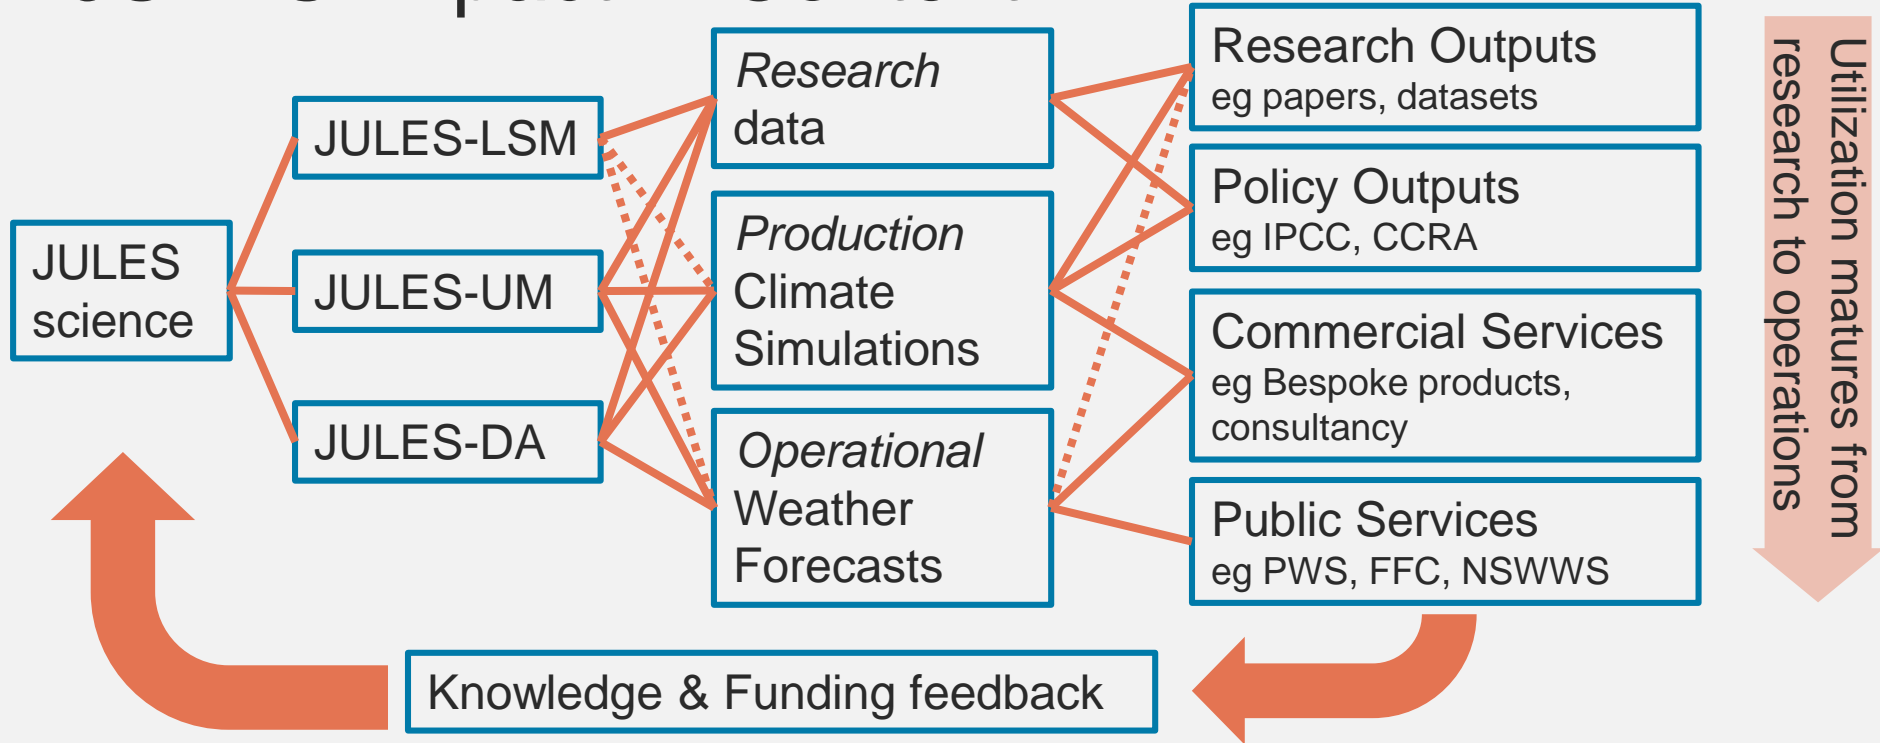 JULES
science
JULES-LSM
JULES-UM
JULES-DA
Research
data
Production
Climate
Simulations
Operational
Weather
Forecasts
Research Outputs
eg papers, datasets
Policy Outputs
eg IPCC, CCRA
Commercial Services
eg Bespoke products,
consultancy
Public Services
eg PWS, FFC, NSWWS
Utilization matures from
research to operations
Knowledge & Funding feedback